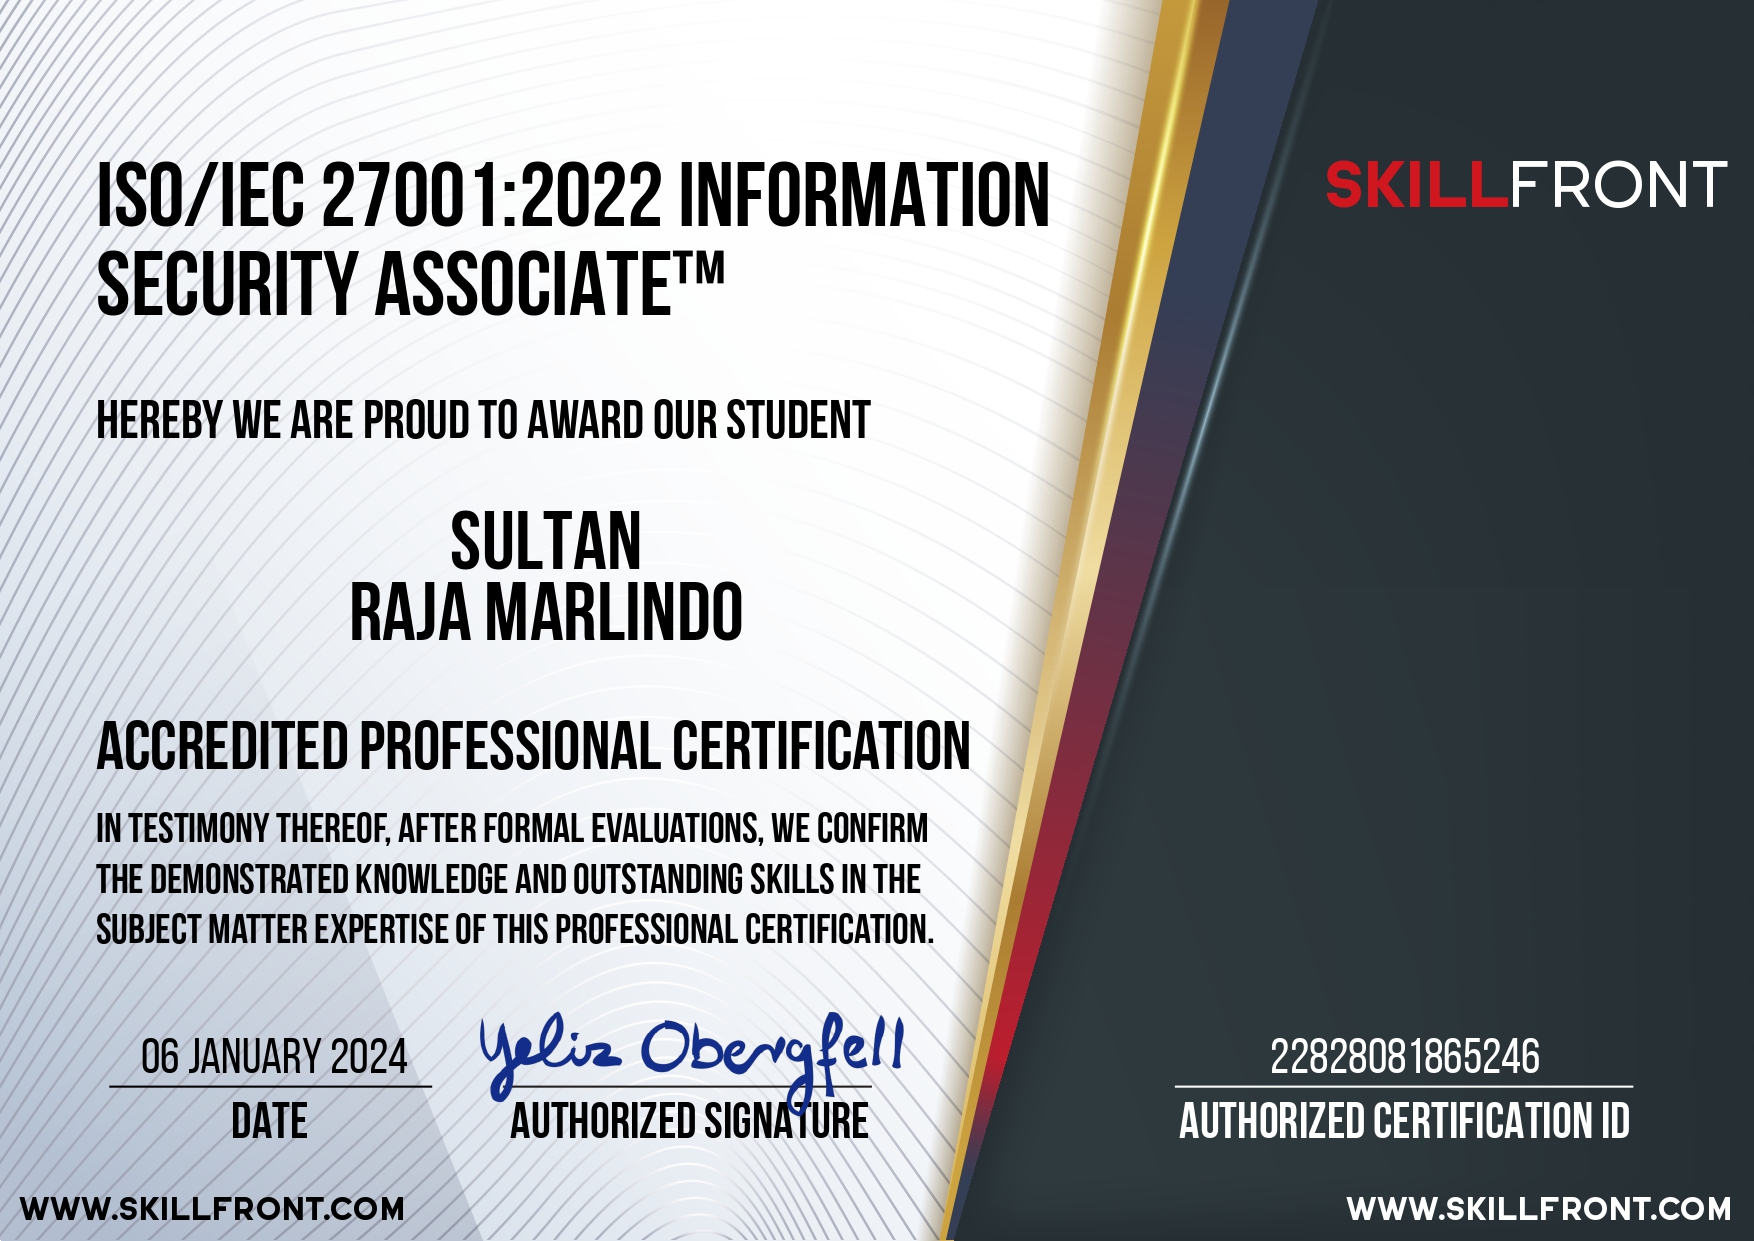 ISO/IEC 27001:2022 INFORMATION
SECURITY ASSOCIATE™
SKILLFRONT
HEREBY WE ARE PROUD TO AWARD OUR STUDENT
SULTAN
RAJA MARLINDO
ACCREDITED PROFESSIONAL CERTIFICATION
IN TESTIMONY THEREOF, AFTER FORMAL EVALUATIONS, WE CONFIRM
THE DEMONSTRATED KNOWLEDGE AND OUTSTANDING SKILLS IN THE
SUBJECT MATTER EXPERTISE OF THIS PROFESSIONAL CERTIFICATION.
06 JANUARY 2024
DATE
Yeliz Obergfell
AUTHORIZED SIGNATURE
22828081865246
AUTHORIZED CERTIFICATION ID
WWW.SKILLFRONT.COM
WWW.SKILLFRONT.COM